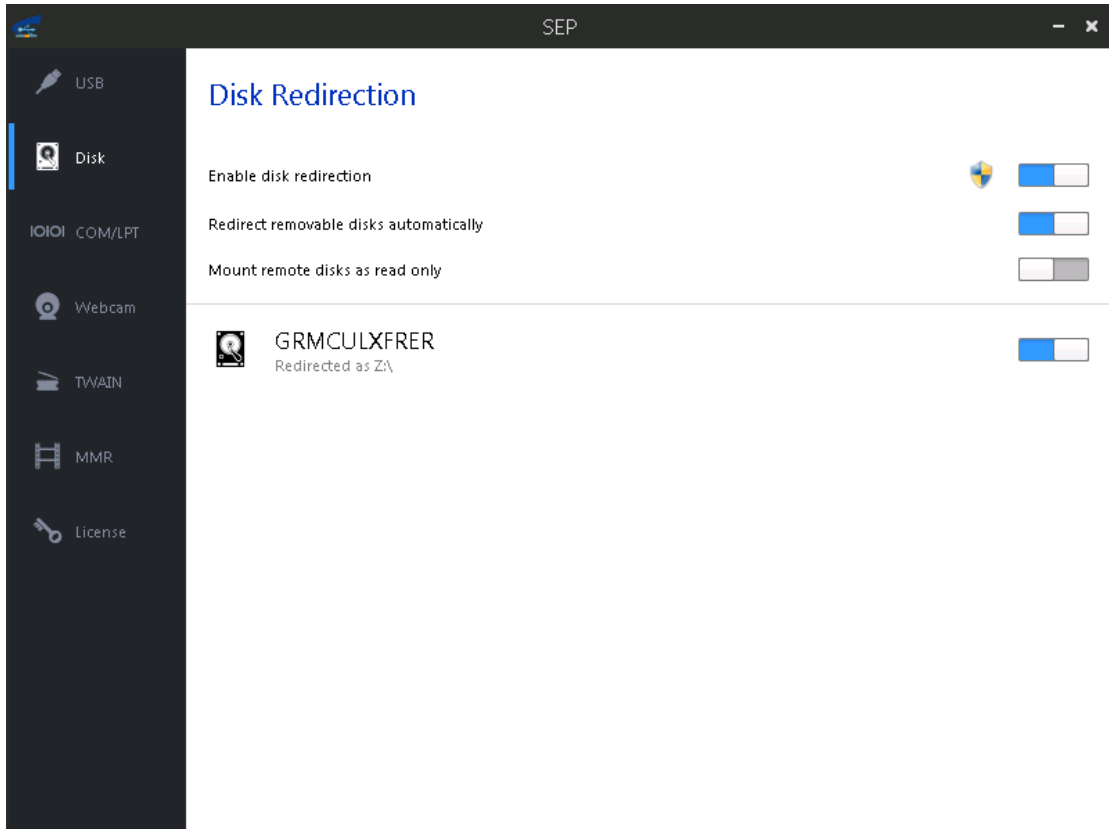 SEP
USB
Disk
COM/LPT
Webcam
TWAIN
MMR
License
Disk Redirection
Enable disk redirection
Redirect removable disks automatically
Mount remote disks as read only
GRMCULXFRER
Redirected as Z:\